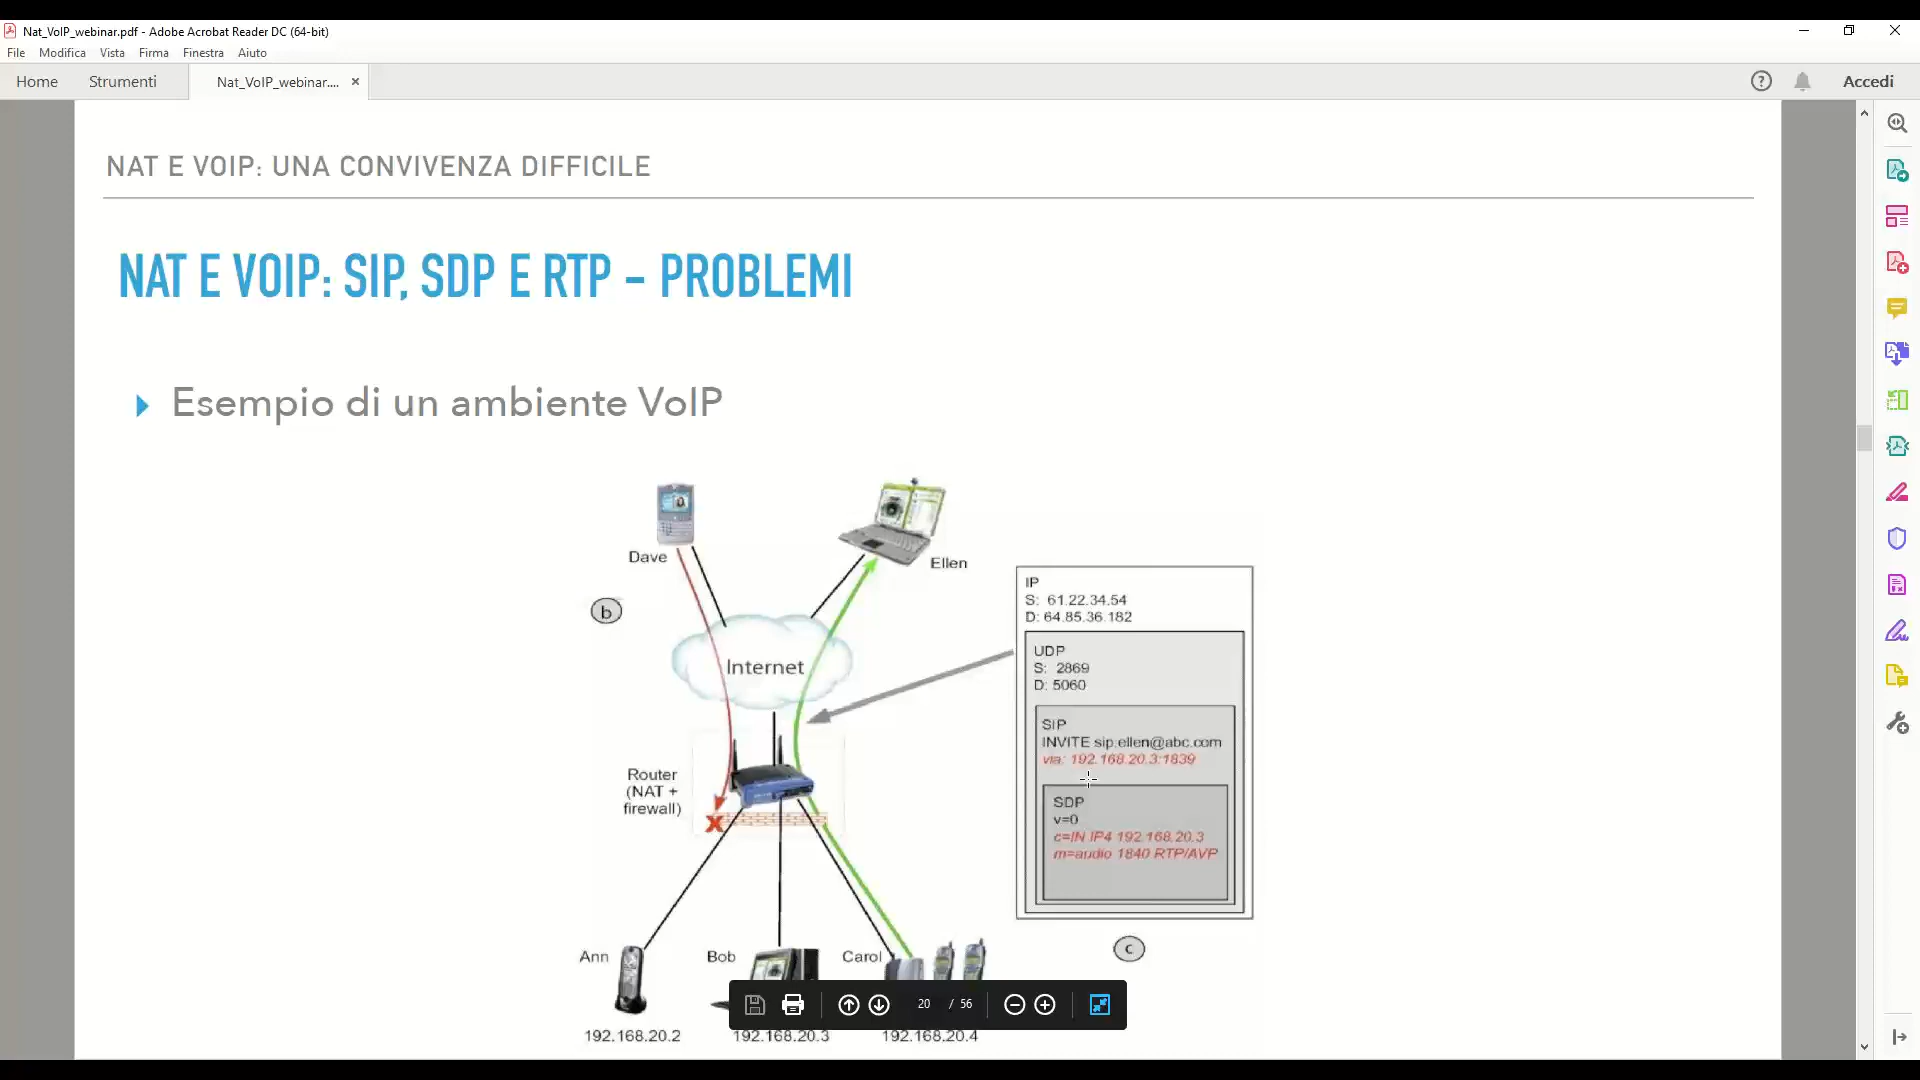 Nat_VoIP_webinar.pdf - Adobe Acrobat Reader DC (64-bit)
File Modifica Vista Firma Finestra Aiuto
Home Strumenti Nat_VoIP_webinar.... × Accedi
NAT E VOIP: UNA CONVIVENZA DIFFICILE
NAT E VOIP: SIP, SDP E RTP – PROBLEMI
Esempio di un ambiente VoIP
Dave
Ellen
b
Internet
Router
(NAT +
firewall)
X
IP
S: 61.22.34.54
D: 64.85.36.182
UDP
S: 2869
D: 5060
SIP
INVITE sip:ellen@abc.com
via: 192.168.20.3:1839
SDP
v=0
c=IN IP4 192.168.20.3
m=audio 1840 RTP/AVP
c
Ann Bob Carol
20 / 56
192.168.20.2 192.168.20.3 192.168.20.4